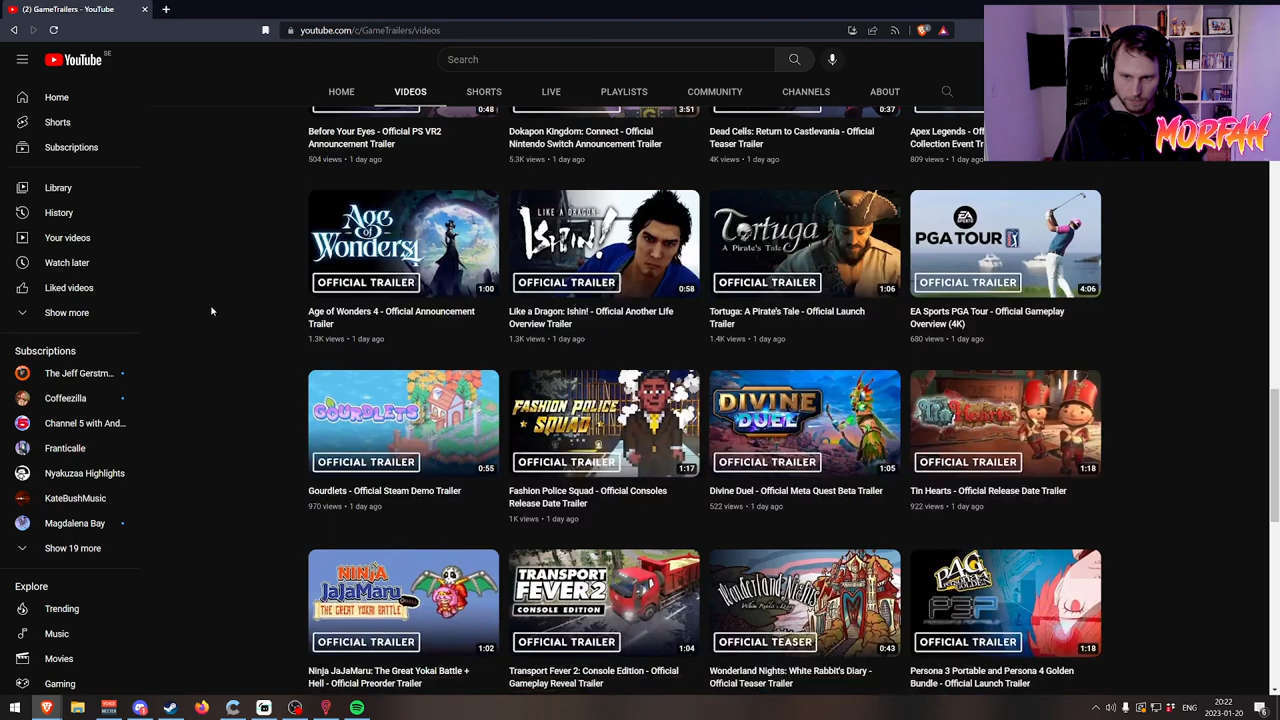 (2) GameTrailers - YouTube
youtube.com/c/GameTrailers/videos
YouTube SE
Search
HOME VIDEOS SHORTS LIVE PLAYLISTS COMMUNITY CHANNELS ABOUT
MORFAH
Home
Shorts
Subscriptions
Library
History
Your videos
Watch later
Liked videos
Show more
Subscriptions
The Jeff Gerstm...
Coffeezilla
Channel 5 with And...
Franticalle
Nyakuzaa Highlights
KateBushMusic
Magdalena Bay
Show 19 more
Explore
Trending
Music
Movies
Gaming
0:48
Before Your Eyes - Official PS VR2
Announcement Trailer
504 views • 1 day ago
3:51
Dokapon Kingdom: Connect - Official
Nintendo Switch Announcement Trailer
5.3K views • 1 day ago
0:37
Dead Cells: Return to Castlevania - Official
Teaser Trailer
4K views • 1 day ago
Apex Legends - Offi
Collection Event Tr
809 views • 1 day ago
Age of Wonders 4
OFFICIAL TRAILER
1:00
Age of Wonders 4 - Official Announcement
Trailer
1.3K views • 1 day ago
LIKE A DRAGON:
ISHIN!
OFFICIAL TRAILER
0:58
Like a Dragon: Ishin! - Official Another Life
Overview Trailer
1.3K views • 1 day ago
Tortuga
A PIRATE'S TALE
OFFICIAL TRAILER
1:06
Tortuga: A Pirate's Tale - Official Launch
Trailer
1.4K views • 1 day ago
EA SPORTS
PGA TOUR
OFFICIAL TRAILER
4:06
EA Sports PGA Tour - Official Gameplay
Overview (4K)
680 views • 1 day ago
GOURDLETS
OFFICIAL TRAILER
0:55
Gourdlets - Official Steam Demo Trailer
970 views • 1 day ago
FASHION POLICE
SQUAD
OFFICIAL TRAILER
1:17
Fashion Police Squad - Official Consoles
Release Date Trailer
1K views • 1 day ago
DIVINE
DUEL
OFFICIAL TRAILER
1:05
Divine Duel - Official Meta Quest Beta Trailer
522 views • 1 day ago
Tin Hearts
OFFICIAL TRAILER
1:18
Tin Hearts - Official Release Date Trailer
922 views • 1 day ago
NINJA
JAJAMARU
THE GREAT YOKAI BATTLE
OFFICIAL TRAILER
1:02
Ninja JaJaMaru: The Great Yokai Battle +
Hell - Official Preorder Trailer
TRANSPORT
FEVER 2
CONSOLE EDITION
OFFICIAL TRAILER
1:04
Transport Fever 2: Console Edition - Official
Gameplay Reveal Trailer
Wonderland Nights
White Rabbit's Diary
OFFICIAL TEASER
0:43
Wonderland Nights: White Rabbit's Diary -
Official Teaser Trailer
P4G
GOLDEN
P3P
OFFICIAL TRAILER
1:18
Persona 3 Portable and Persona 4 Golden
Bundle - Official Launch Trailer
VOICE
MEETER
ENG
20:22
2023-01-20
6